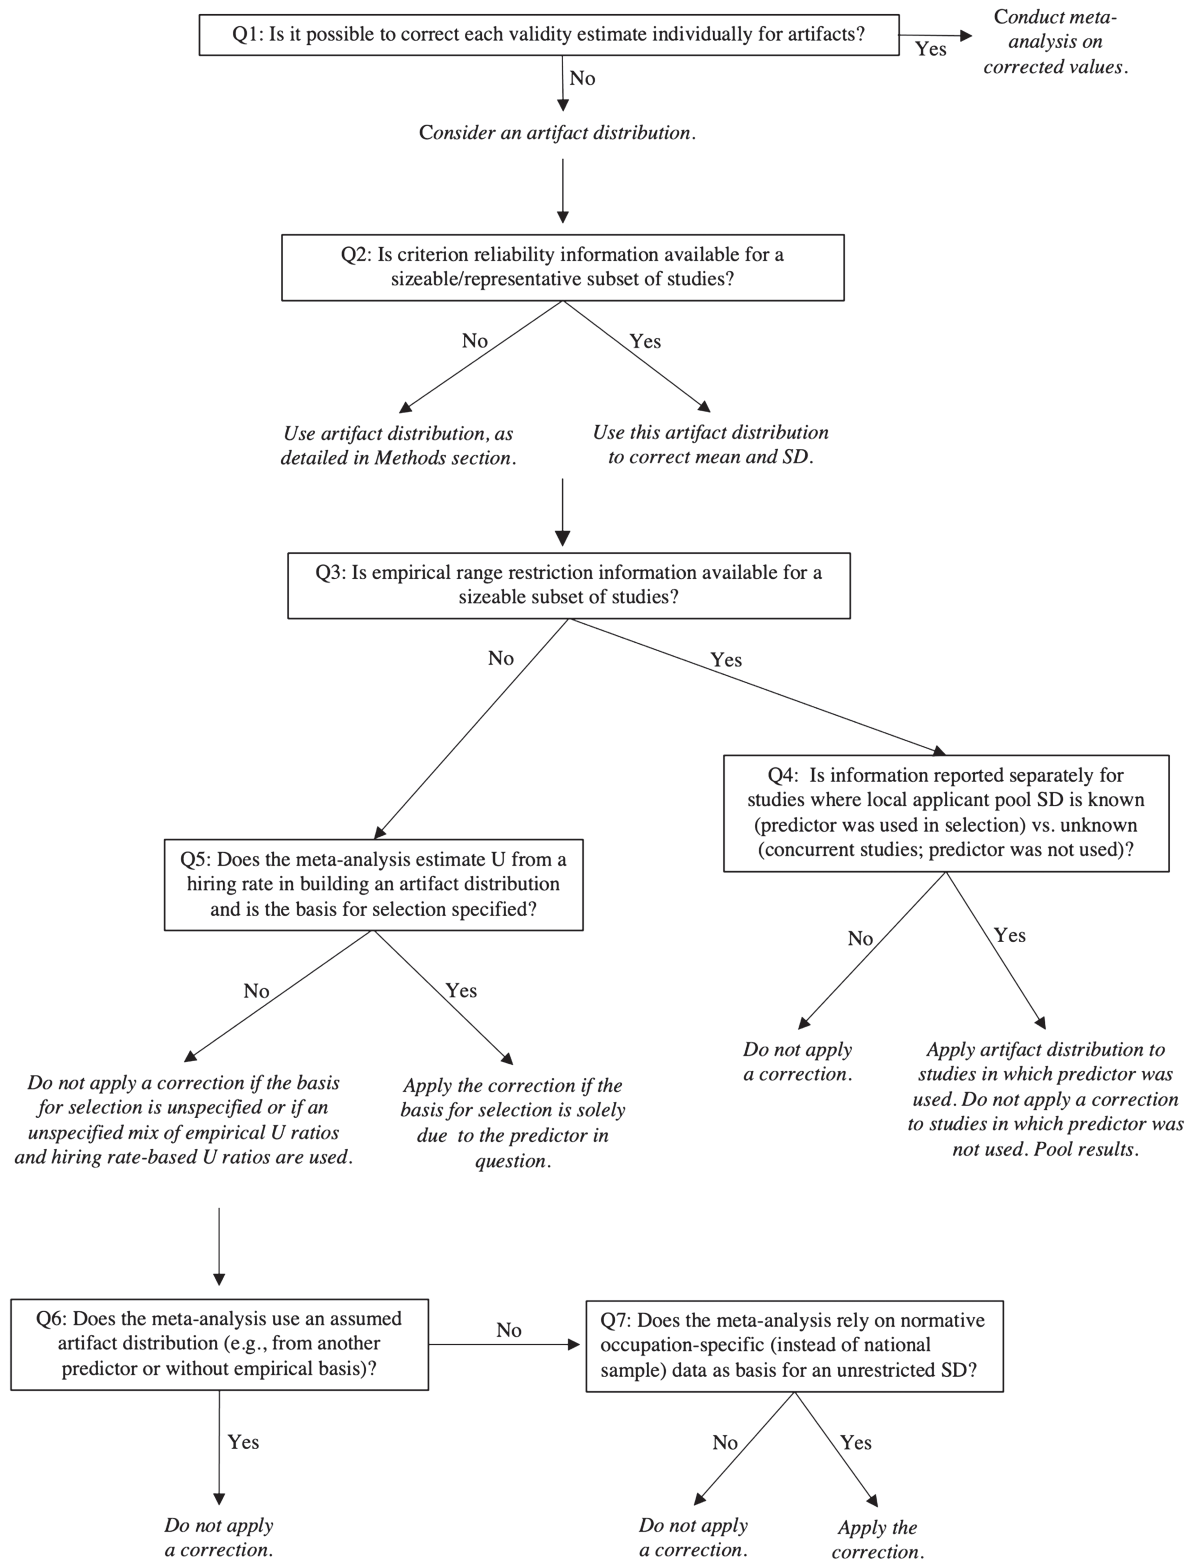 Q1: Is it possible to correct each validity estimate individually for artifacts?
Yes
Conduct meta-
analysis on
corrected values.
No
Consider an artifact distribution.
Q2: Is criterion reliability information available for a
sizeable/representative subset of studies?
No
Yes
Use artifact distribution, as
detailed in Methods section.
Use this artifact distribution
to correct mean and SD.
Q3: Is empirical range restriction information available for a
sizeable subset of studies?
No
Yes
Q4:  Is information reported separately for
studies where local applicant pool SD is known
(predictor was used in selection) vs. unknown
(concurrent studies; predictor was not used)?
No
Yes
Do not apply
a correction.
Apply artifact distribution to
studies in which predictor was
used. Do not apply a correction
to studies in which predictor was
not used. Pool results.
Q5: Does the meta-analysis estimate U from a
hiring rate in building an artifact distribution
and is the basis for selection specified?
No
Yes
Do not apply a correction if the basis
for selection is unspecified or if an
unspecified mix of empirical U ratios
and hiring rate-based U ratios are used.
Apply the correction if the
basis for selection is solely
due  to the predictor in
question.
Q6: Does the meta-analysis use an assumed
artifact distribution (e.g., from another
predictor or without empirical basis)?
No
Yes
Do not apply
a correction.
Q7: Does the meta-analysis rely on normative
occupation-specific (instead of national
sample) data as basis for an unrestricted SD?
No
Yes
Do not apply
a correction.
Apply the
correction.